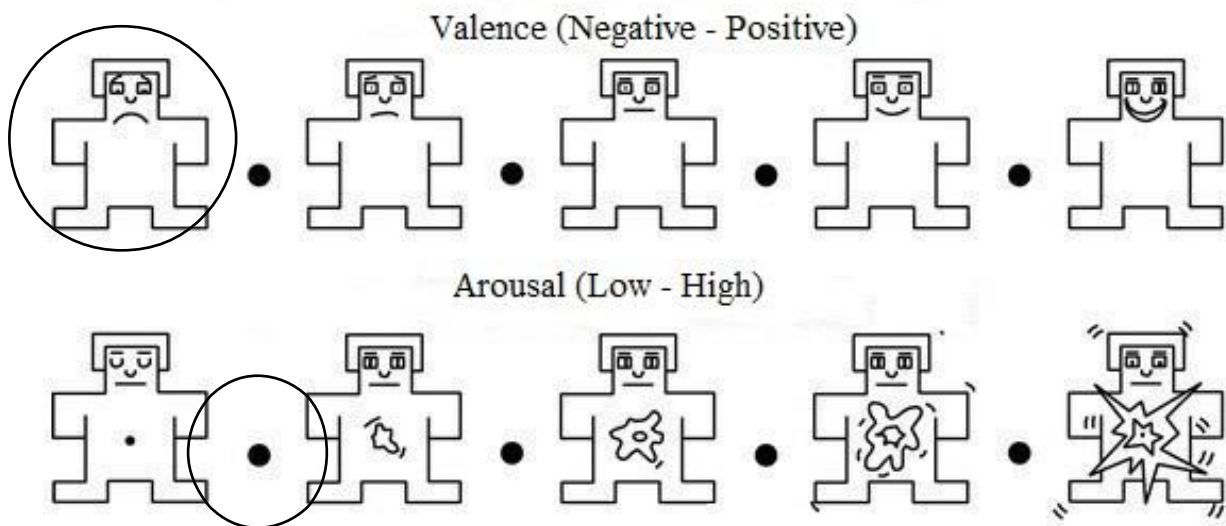 Valence (Negative - Positive)
Arousal (Low - High)